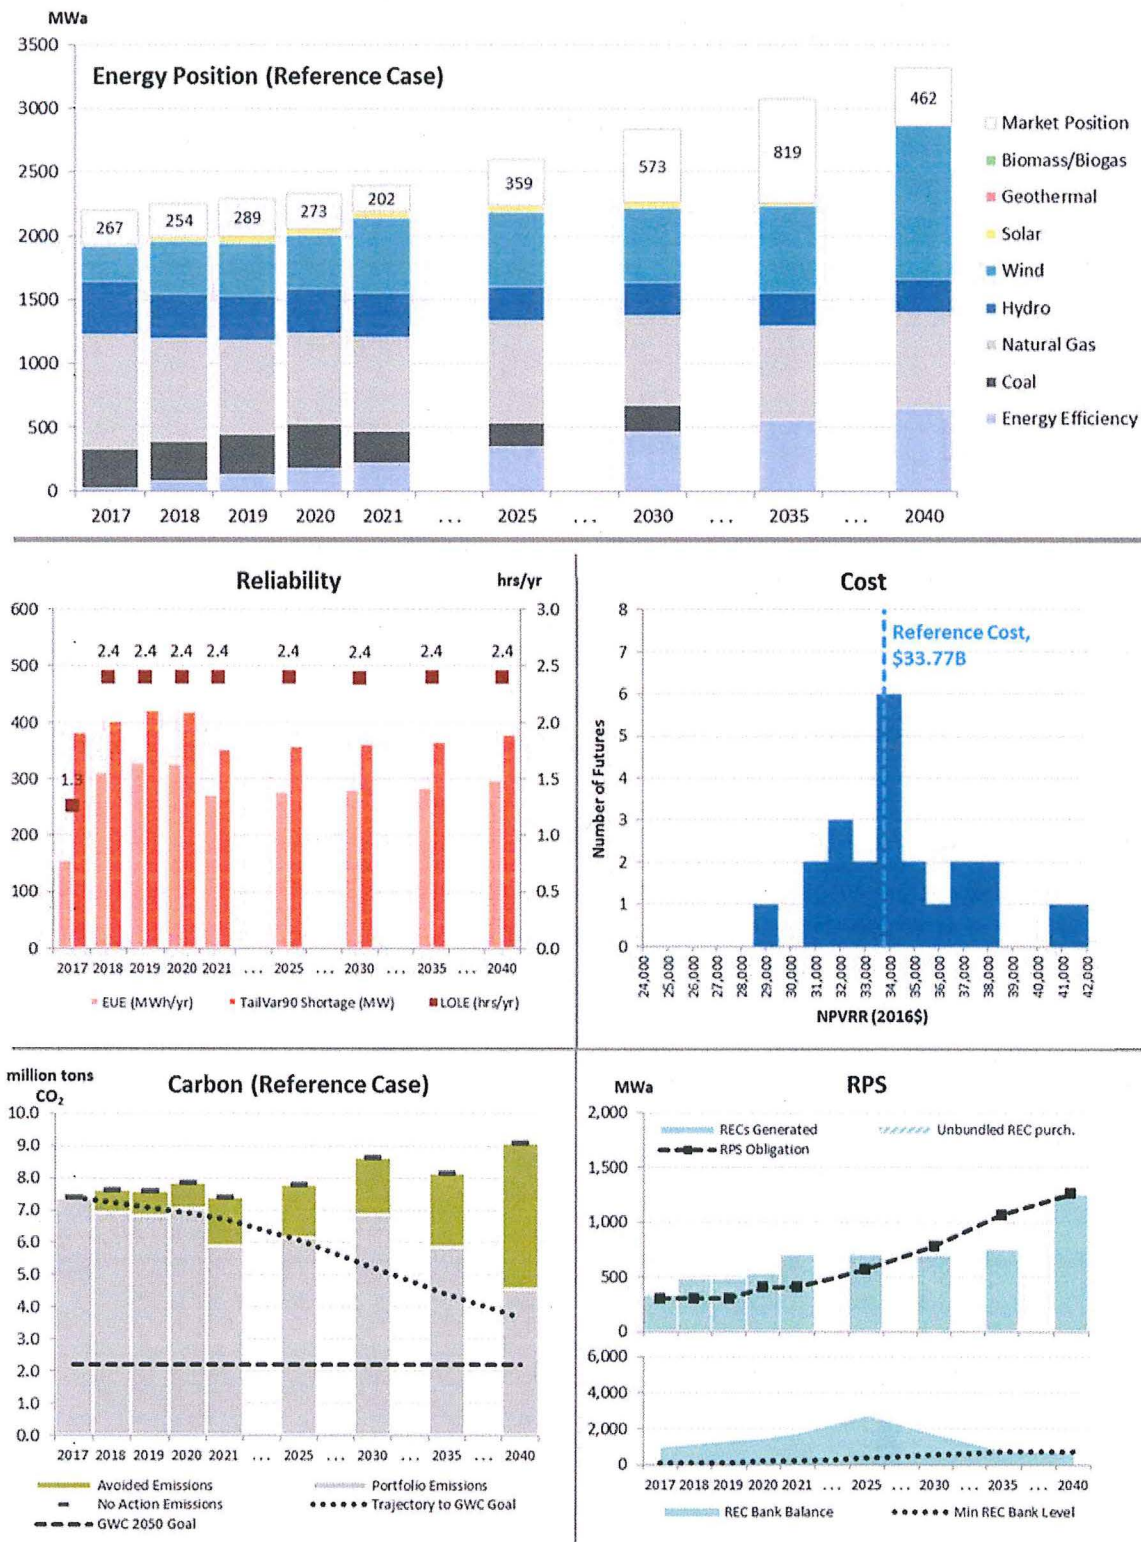 MWa
Energy Position (Reference Case)
3500
3000
2500
2000
1500
1000
500
0
267
254
289
273
202
359
573
819
462
2017 2018 2019 2020 2021 ... 2025 ... 2030 ... 2035 ... 2040
Market Position
Biomass/Biogas
Geothermal
Solar
Wind
Hydro
Natural Gas
Coal
Energy Efficiency
Reliability
hrs/yr
600
500
400
300
200
100
0
3.0
2.5
2.0
1.5
1.0
0.5
0.0
1.3
2.4 2.4 2.4 2.4 2.4 2.4 2.4 2.4
2017 2018 2019 2020 2021 ... 2025 ... 2030 ... 2035 ... 2040
EUE (MWh/yr) TailVar90 Shortage (MW) LOLE (hrs/yr)
Cost
Reference Cost,
$33.77B
Number of Futures
8
7
6
5
4
3
2
1
0
24,000
25,000
26,000
27,000
28,000
29,000
30,000
31,000
32,000
33,000
34,000
35,000
36,000
37,000
38,000
39,000
40,000
41,000
42,000
NPVRR (2016$)
million tons
CO2
Carbon (Reference Case)
10.0
9.0
8.0
7.0
6.0
5.0
4.0
3.0
2.0
1.0
0.0
2017 2018 2019 2020 2021 ... 2025 ... 2030 ... 2035 ... 2040
Avoided Emissions Portfolio Emissions
No Action Emissions Trajectory to GWC Goal
GWC 2050 Goal
MWa
RPS
2,000
1,500
1,000
500
0
RECs Generated Unbundled REC purch.
RPS Obligation
6,000
4,000
2,000
0
2017 2018 2019 2020 2021 ... 2025 ... 2030 ... 2035 ... 2040
REC Bank Balance Min REC Bank Level